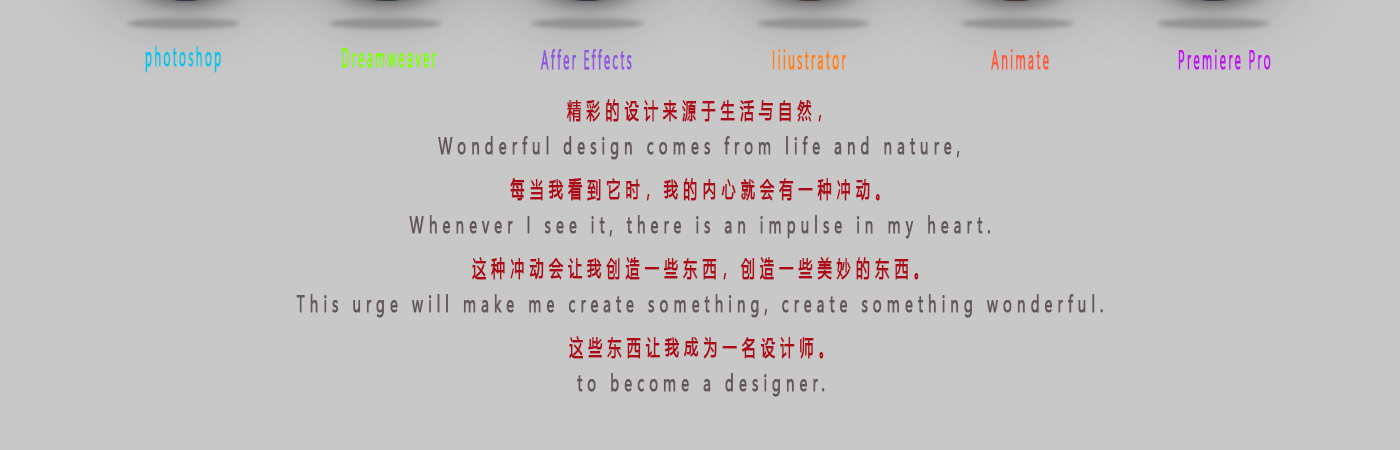 photoshop Dreamweaver Affer Effects Iiiustrator Animate Premiere Pro
精彩的设计来源于生活与自然，
Wonderful design comes from life and nature,
每当我看到它时，我的内心就会有一种冲动。
Whenever I see it, there is an impulse in my heart.
这种冲动会让我创造一些东西，创造一些美妙的东西。
This urge will make me create something, create something wonderful.
这些东西让我成为一名设计师。
to become a designer.